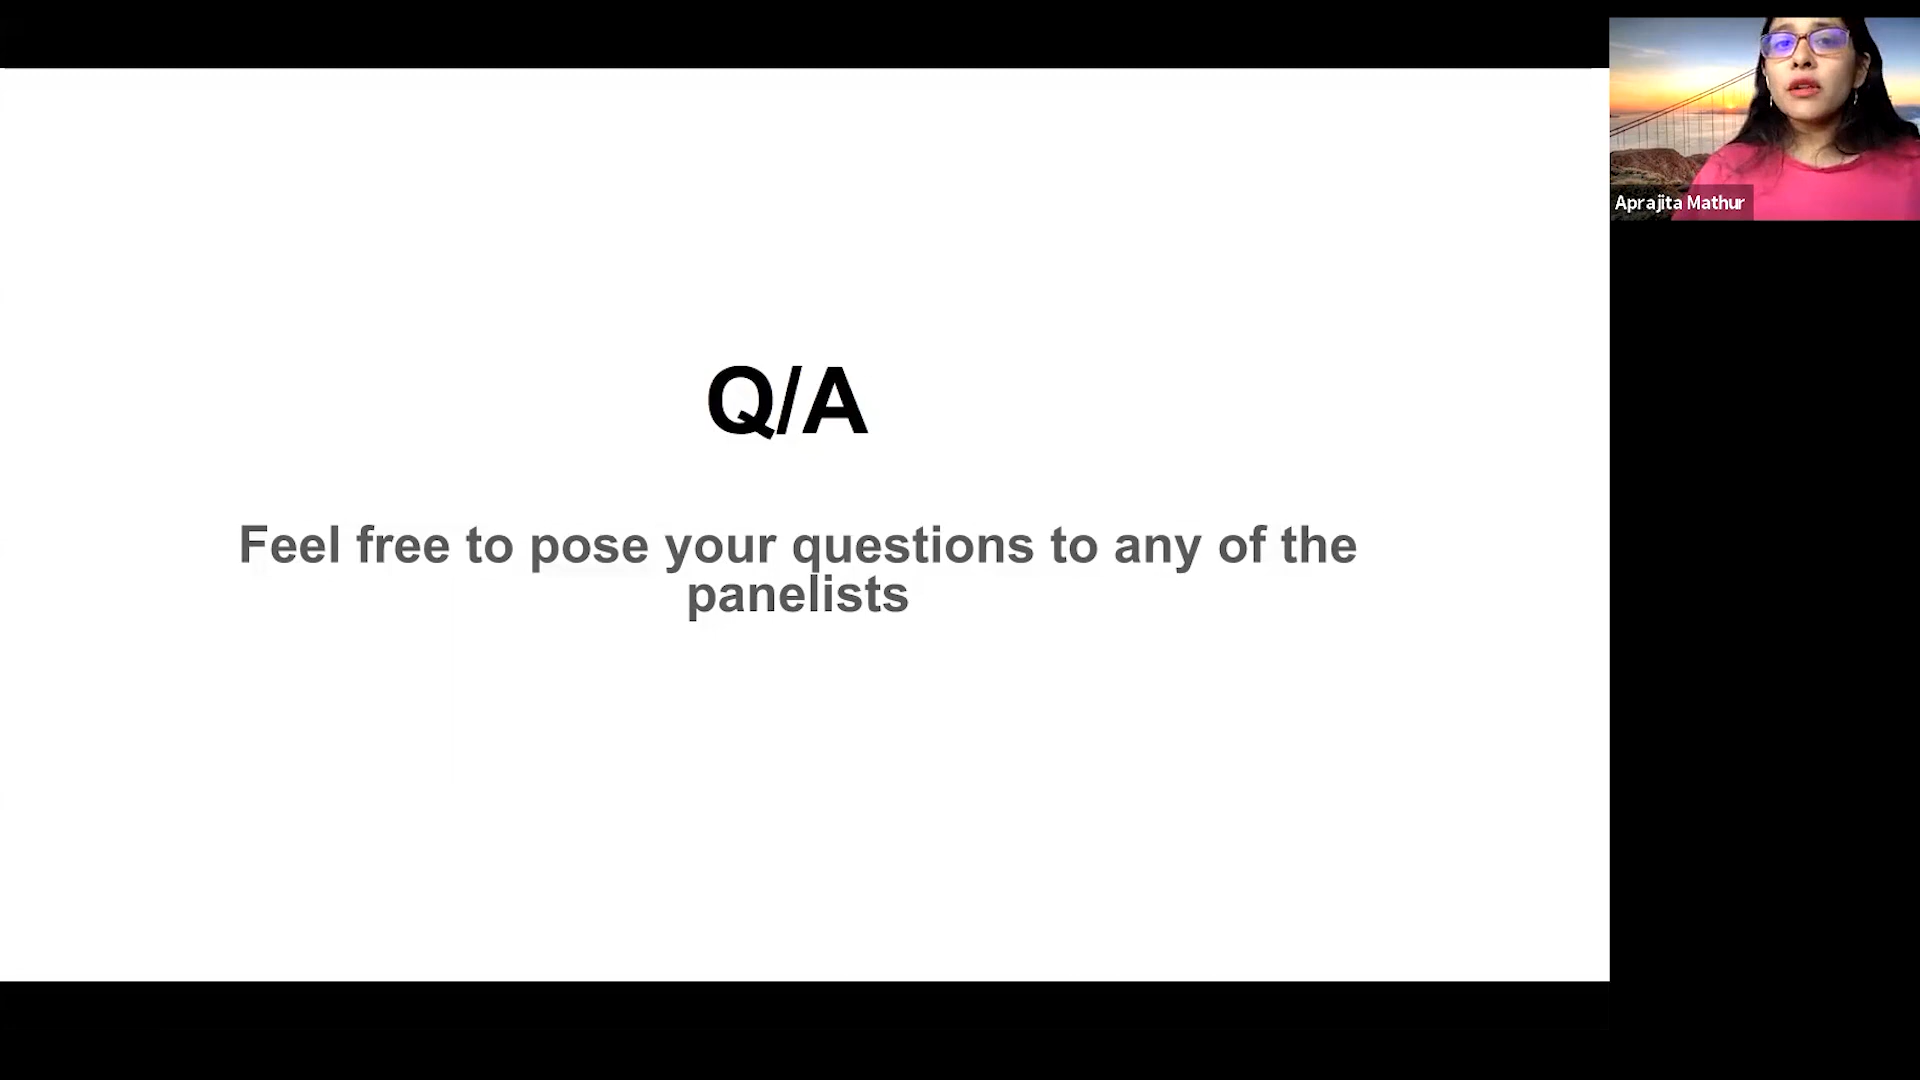 Q/A
Feel free to pose your questions to any of the
panelists
Aprajita Mathur